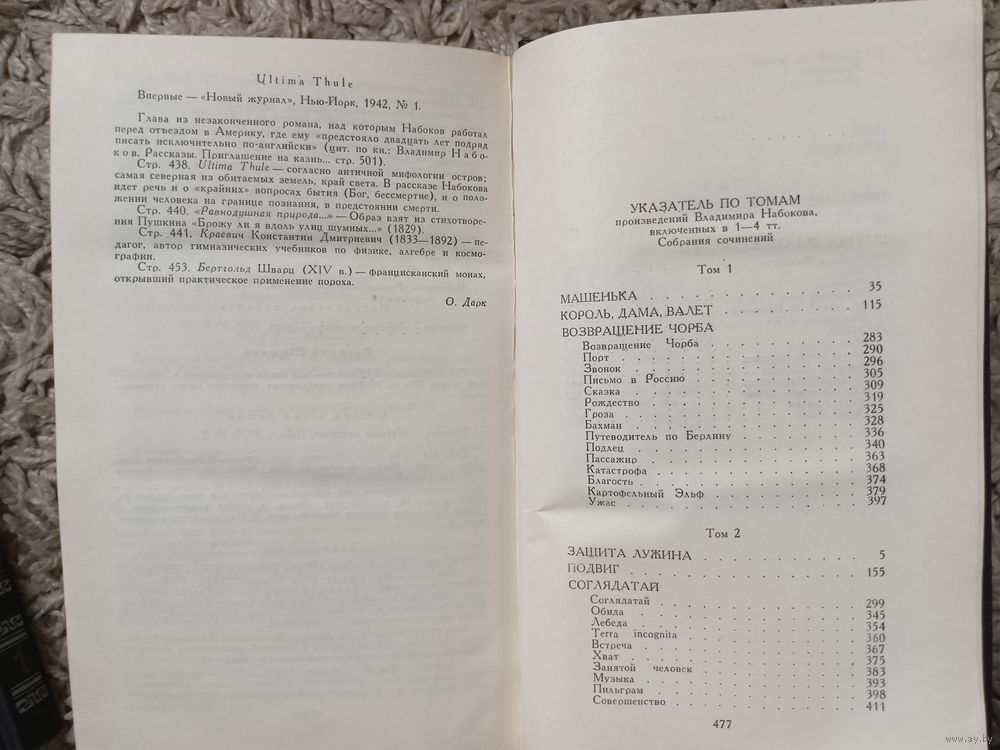 Ultima Thule
Впервые — «Новый журнал», Нью-Йорк, 1942, № 1.
Глава из незаконченного романа, над которым Набоков работал
перед отъездом в Америку, где ему «предстояло двадцать лет подряд
писать исключительно по-английски» (цит. по кн.: Владимир Набо-
ков. Рассказы. Приглашение на казнь... стр. 501).
Стр. 438. Ultima Thule — согласно античной мифологии остров;
самая северная из обитаемых земель, край света. В рассказе Набокова
идет речь и о «крайних» вопросах бытия (Бог, бессмертие), и о поло-
жении человека на границе познания, в предстоянии смерти.
Стр. 440. «Равнодушная природа...» — Образ взят из стихотворе-
ния Пушкина «Брожу ли я вдоль улиц шумных...» (1829).
Стр. 441. Краевич Константин Дмитриевич (1833—1892) — пе-
дагог, автор гимназических учебников по физике, алгебре и космо-
графии.
Стр. 453. Бертольд Шварц (XIV в.) — францисканский монах,
открывший практическое применение пороха.
О. Дарк
УКАЗАТЕЛЬ ПО ТОМАМ
произведений Владимира Набокова,
включенных в 1—4 тт.
Собрания сочинений
Том 1
МАШЕНЬКА . . . . . . . . . . . . 35
КОРОЛЬ, ДАМА, ВАЛЕТ . . . . . . . . 115
ВОЗВРАЩЕНИЕ ЧОРБА
Возвращение Чорба . . . . . . . . 283
Порт . . . . . . . . . . . . 290
Звонок . . . . . . . . . . . . 296
Письмо в Россию . . . . . . . . 305
Сказка . . . . . . . . . . . . 309
Рождество . . . . . . . . . . . 319
Гроза . . . . . . . . . . . . 325
Бахман . . . . . . . . . . . . 328
Путеводитель по Берлину . . . . . . 336
Подлец . . . . . . . . . . . . 340
Пассажир . . . . . . . . . . . 363
Катастрофа . . . . . . . . . . 368
Благость . . . . . . . . . . . 374
Картофельный Эльф . . . . . . . . 379
Ужас . . . . . . . . . . . . 397
Том 2
ЗАЩИТА ЛУЖИНА . . . . . . . . . . 5
ПОДВИГ . . . . . . . . . . . . 155
СОГЛЯДАТАЙ
Соглядатай . . . . . . . . . . 299
Обида . . . . . . . . . . . . 345
Лебеда . . . . . . . . . . . . 354
Terra incognita . . . . . . . . . 360
Встреча . . . . . . . . . . . 367
Хват . . . . . . . . . . . . 375
Занятой человек . . . . . . . . 383
Музыка . . . . . . . . . . . . 393
Пильграм . . . . . . . . . . . 398
Совершенство . . . . . . . . . . 411
477
1
www.ay.by